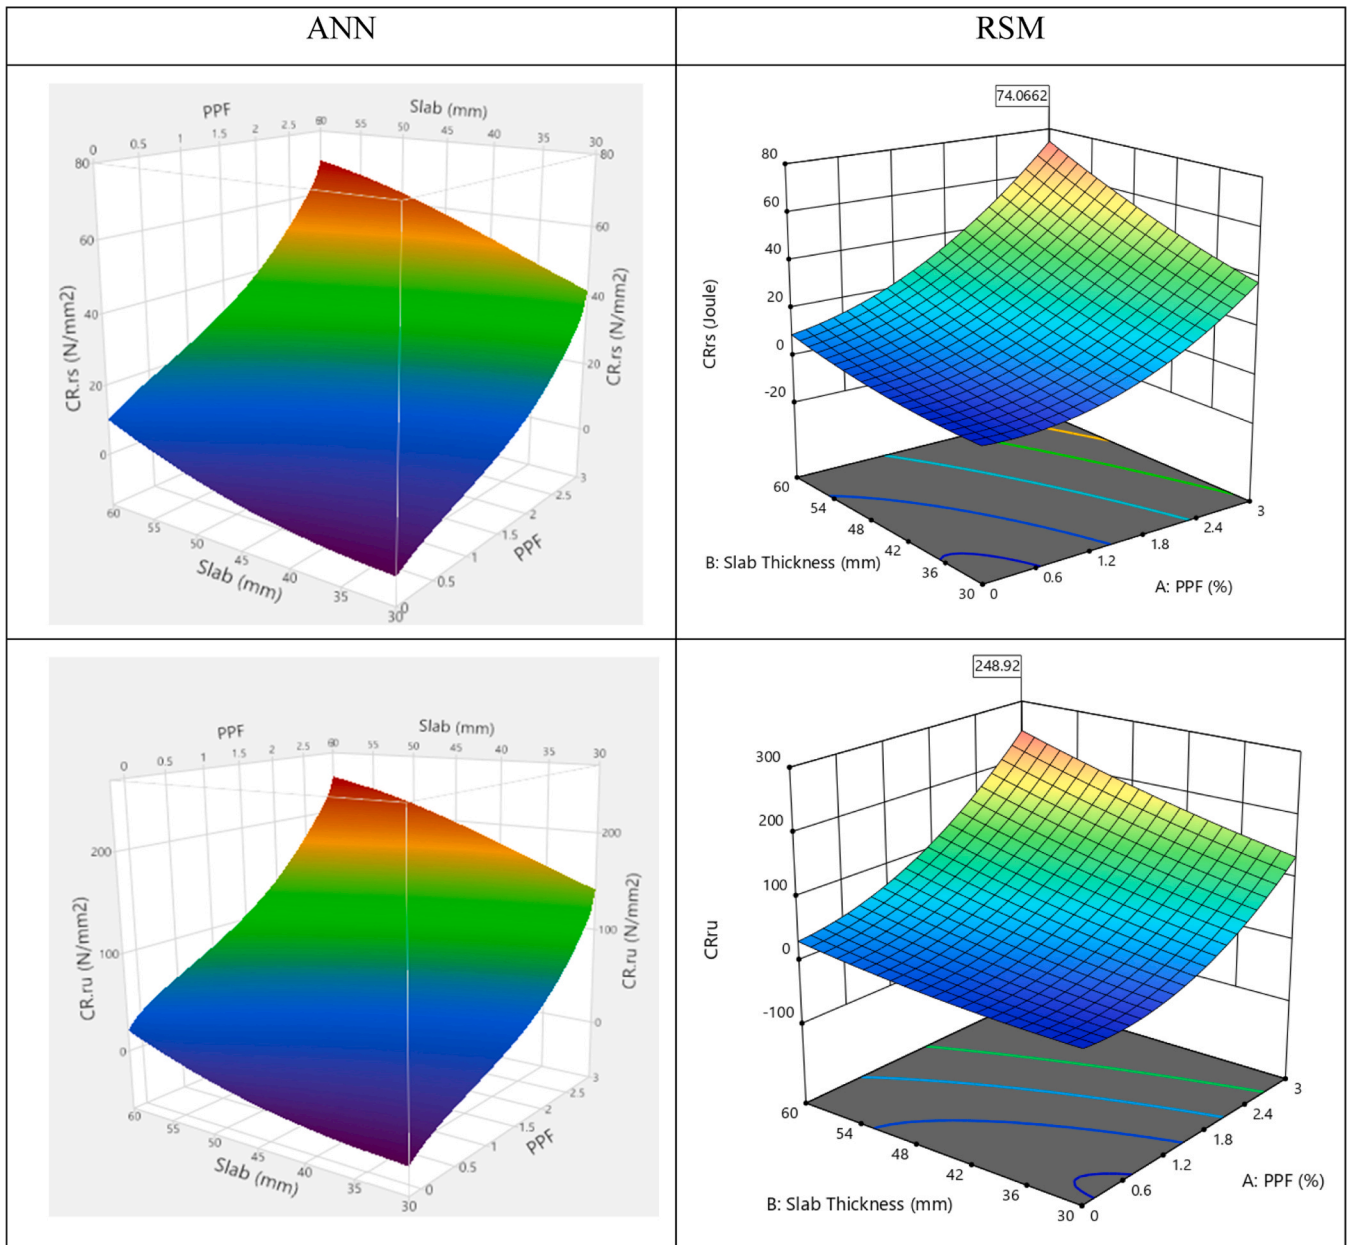 ANN
RSM
PPF
Slab (mm)
0 0.5 1 1.5 2 2.5 60 55 50 45 40 35 30
80 60 40 20 0
CR.rs (N/mm2)
80 60 40 20 0
CR.rs (N/mm2)
60 55 50 45 40 35 30
Slab (mm)
0 0.5 1 1.5 2 2.5 3
PPF
74.0662
80
60
40
20
0
-20
CRrs (Joule)
60 54 48 42 36 30
B: Slab Thickness (mm)
0 0.6 1.2 1.8 2.4 3
A: PPF (%)
PPF
Slab (mm)
0 0.5 1 1.5 2 2.5 60 55 50 45 40 35 30
200 100 0
CR.ru (N/mm2)
200 100 0
CR.ru (N/mm2)
60 55 50 45 40 35 30
Slab (mm)
0 0.5 1 1.5 2 2.5 3
PPF
248.92
300
200
100
0
-100
CRru
60 54 48 42 36 30
B: Slab Thickness (mm)
0 0.6 1.2 1.8 2.4 3
A: PPF (%)